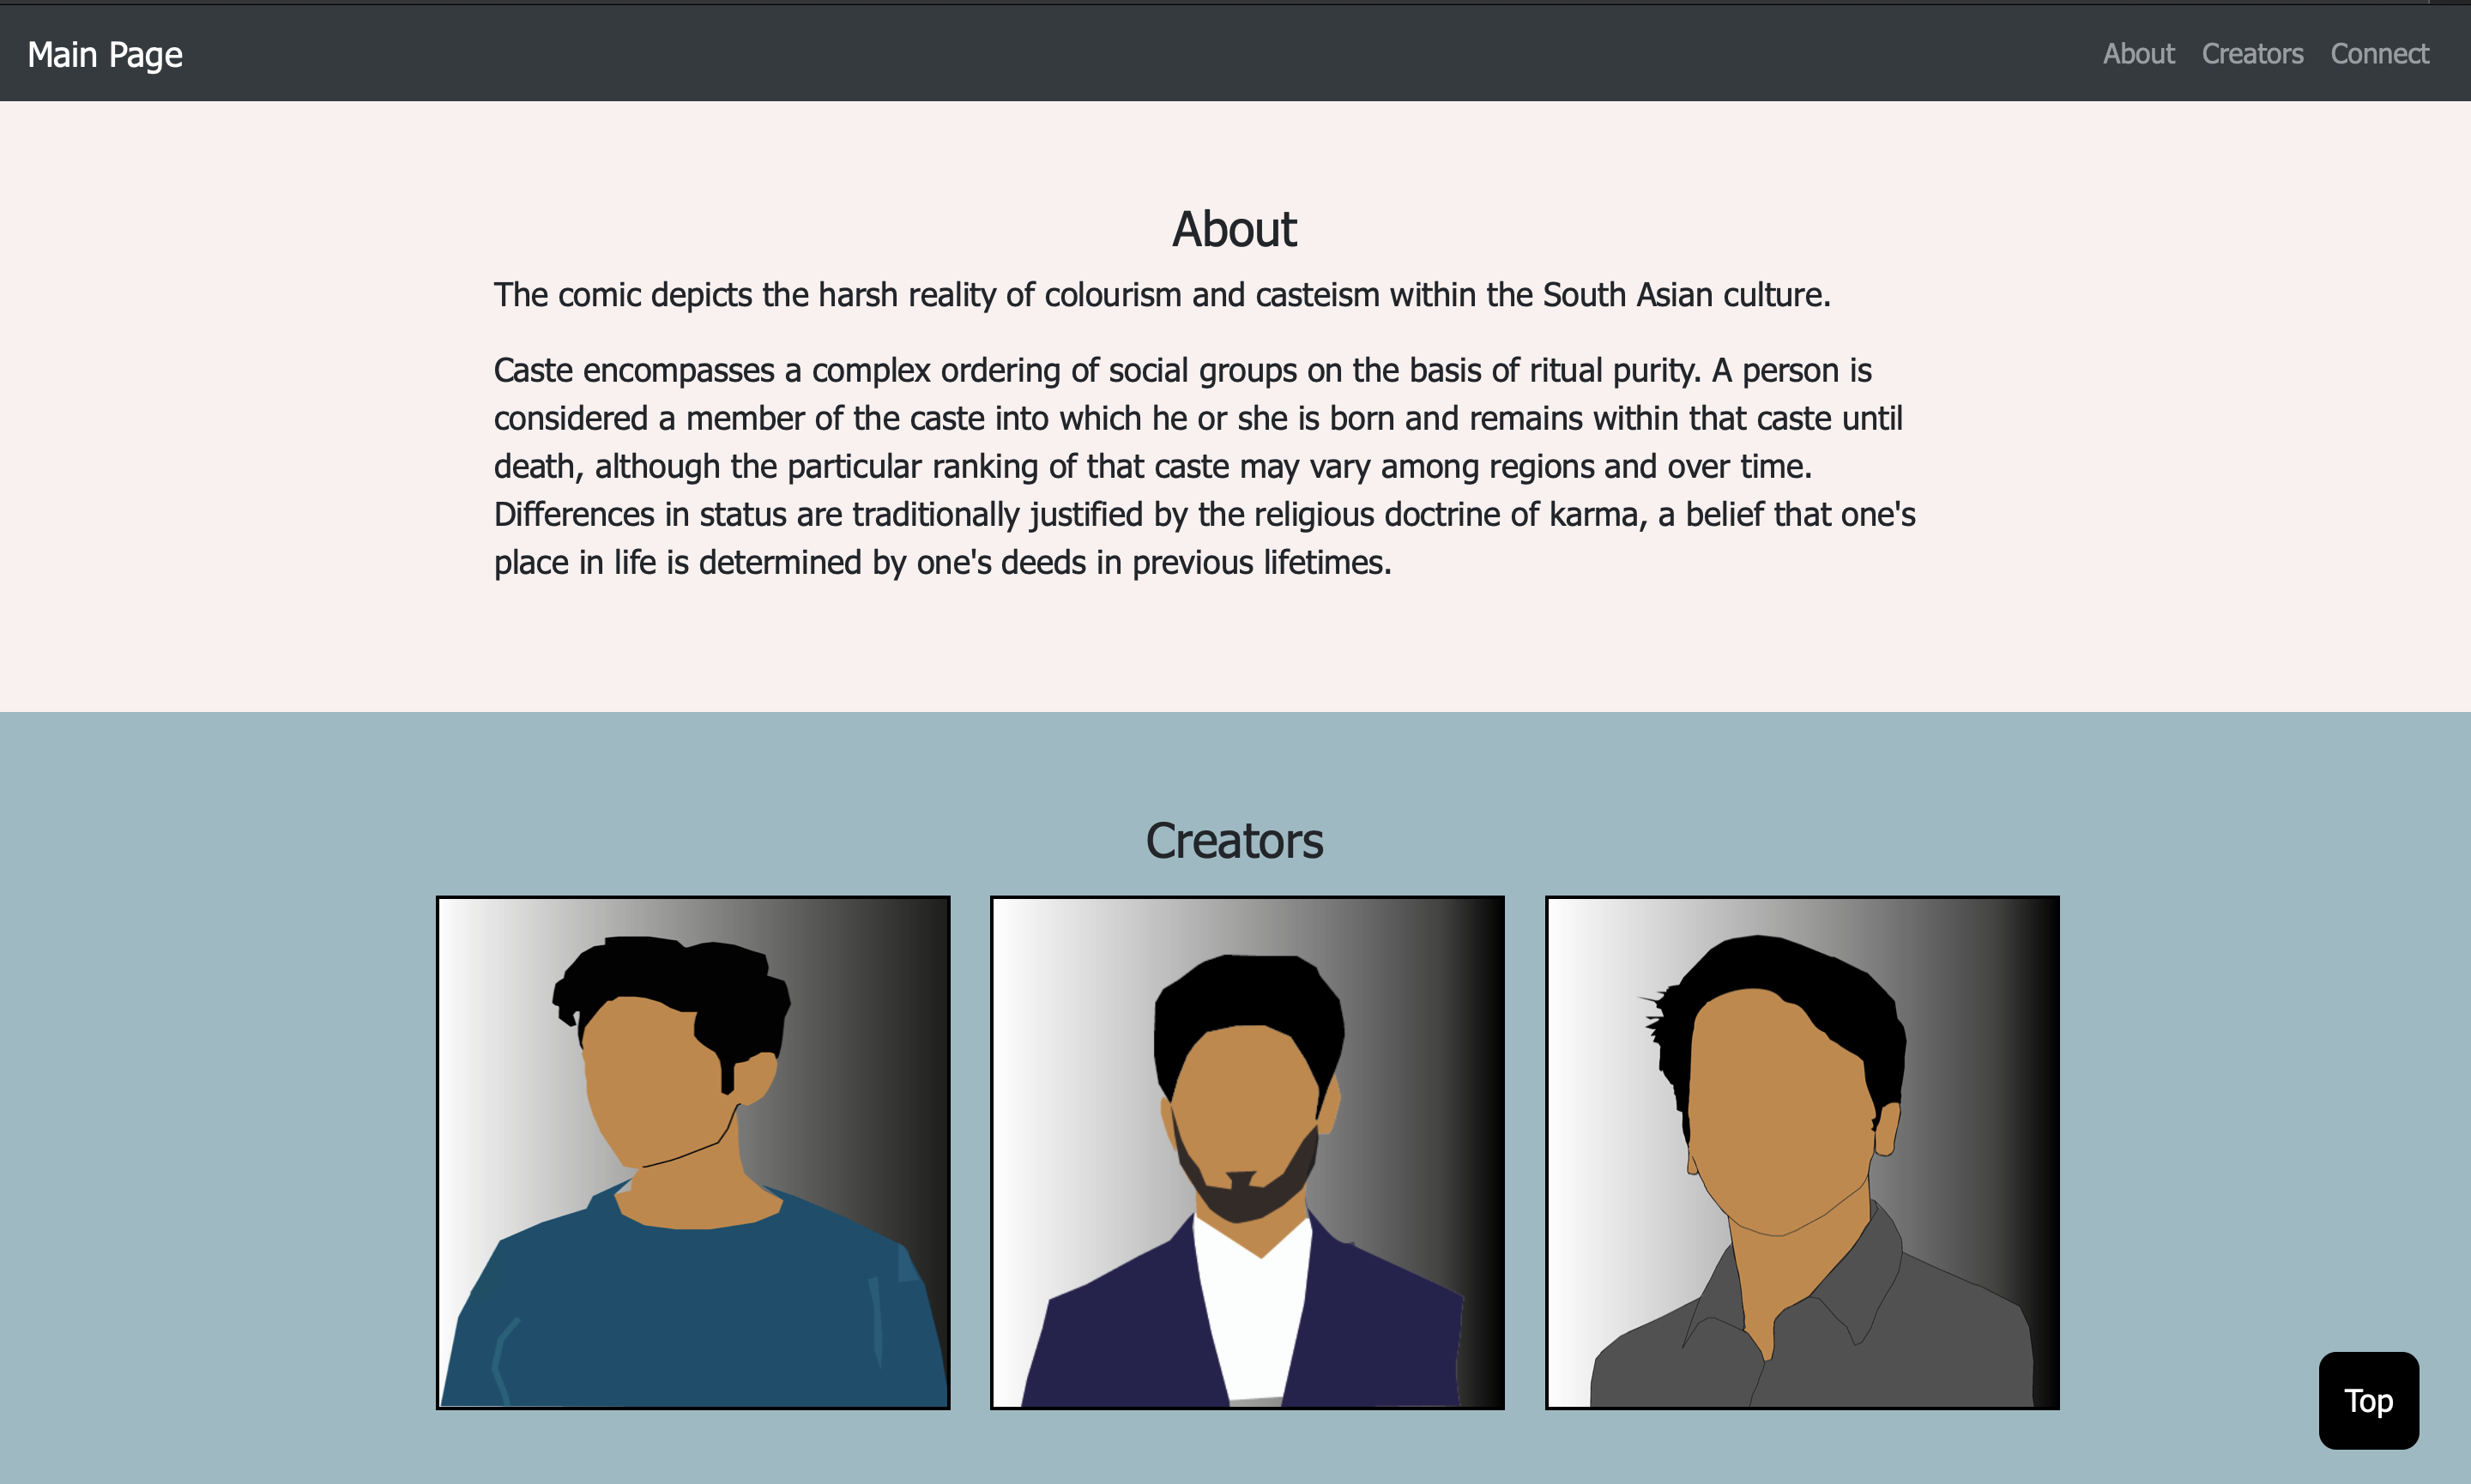 Main Page
About Creators Connect
About
The comic depicts the harsh reality of colourism and casteism within the South Asian culture.
Caste encompasses a complex ordering of social groups on the basis of ritual purity. A person is
considered a member of the caste into which he or she is born and remains within that caste until
death, although the particular ranking of that caste may vary among regions and over time.
Differences in status are traditionally justified by the religious doctrine of karma, a belief that one's
place in life is determined by one's deeds in previous lifetimes.
Creators
Top